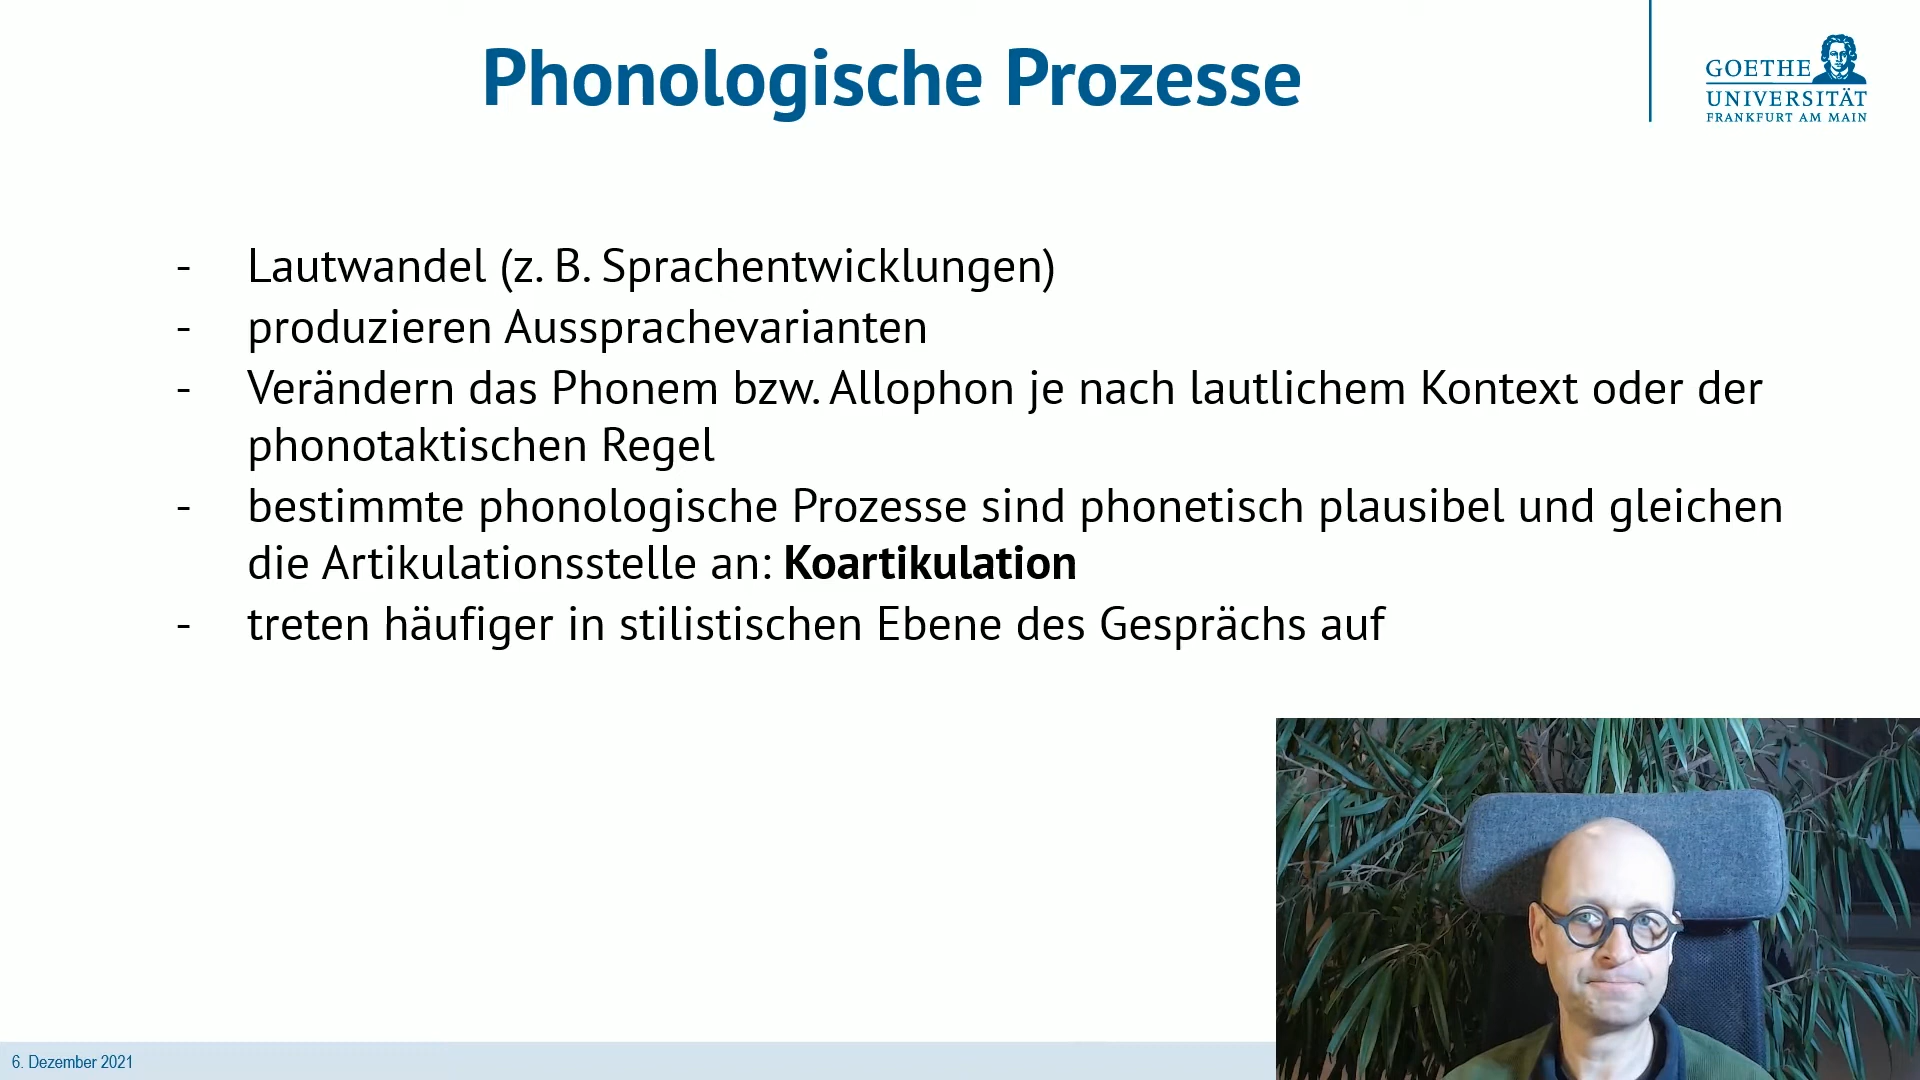 Phonologische Prozesse
GOETHE
UNIVERSITÄT
FRANKFURT AM MAIN
- Lautwandel (z. B. Sprachentwicklungen)
- produzieren Aussprachevarianten
- Verändern das Phonem bzw. Allophon je nach lautlichem Kontext oder der
phonotaktischen Regel
- bestimmte phonologische Prozesse sind phonetisch plausibel und gleichen
die Artikulationsstelle an: Koartikulation
- treten häufiger in stilistischen Ebene des Gesprächs auf
6. Dezember 2021